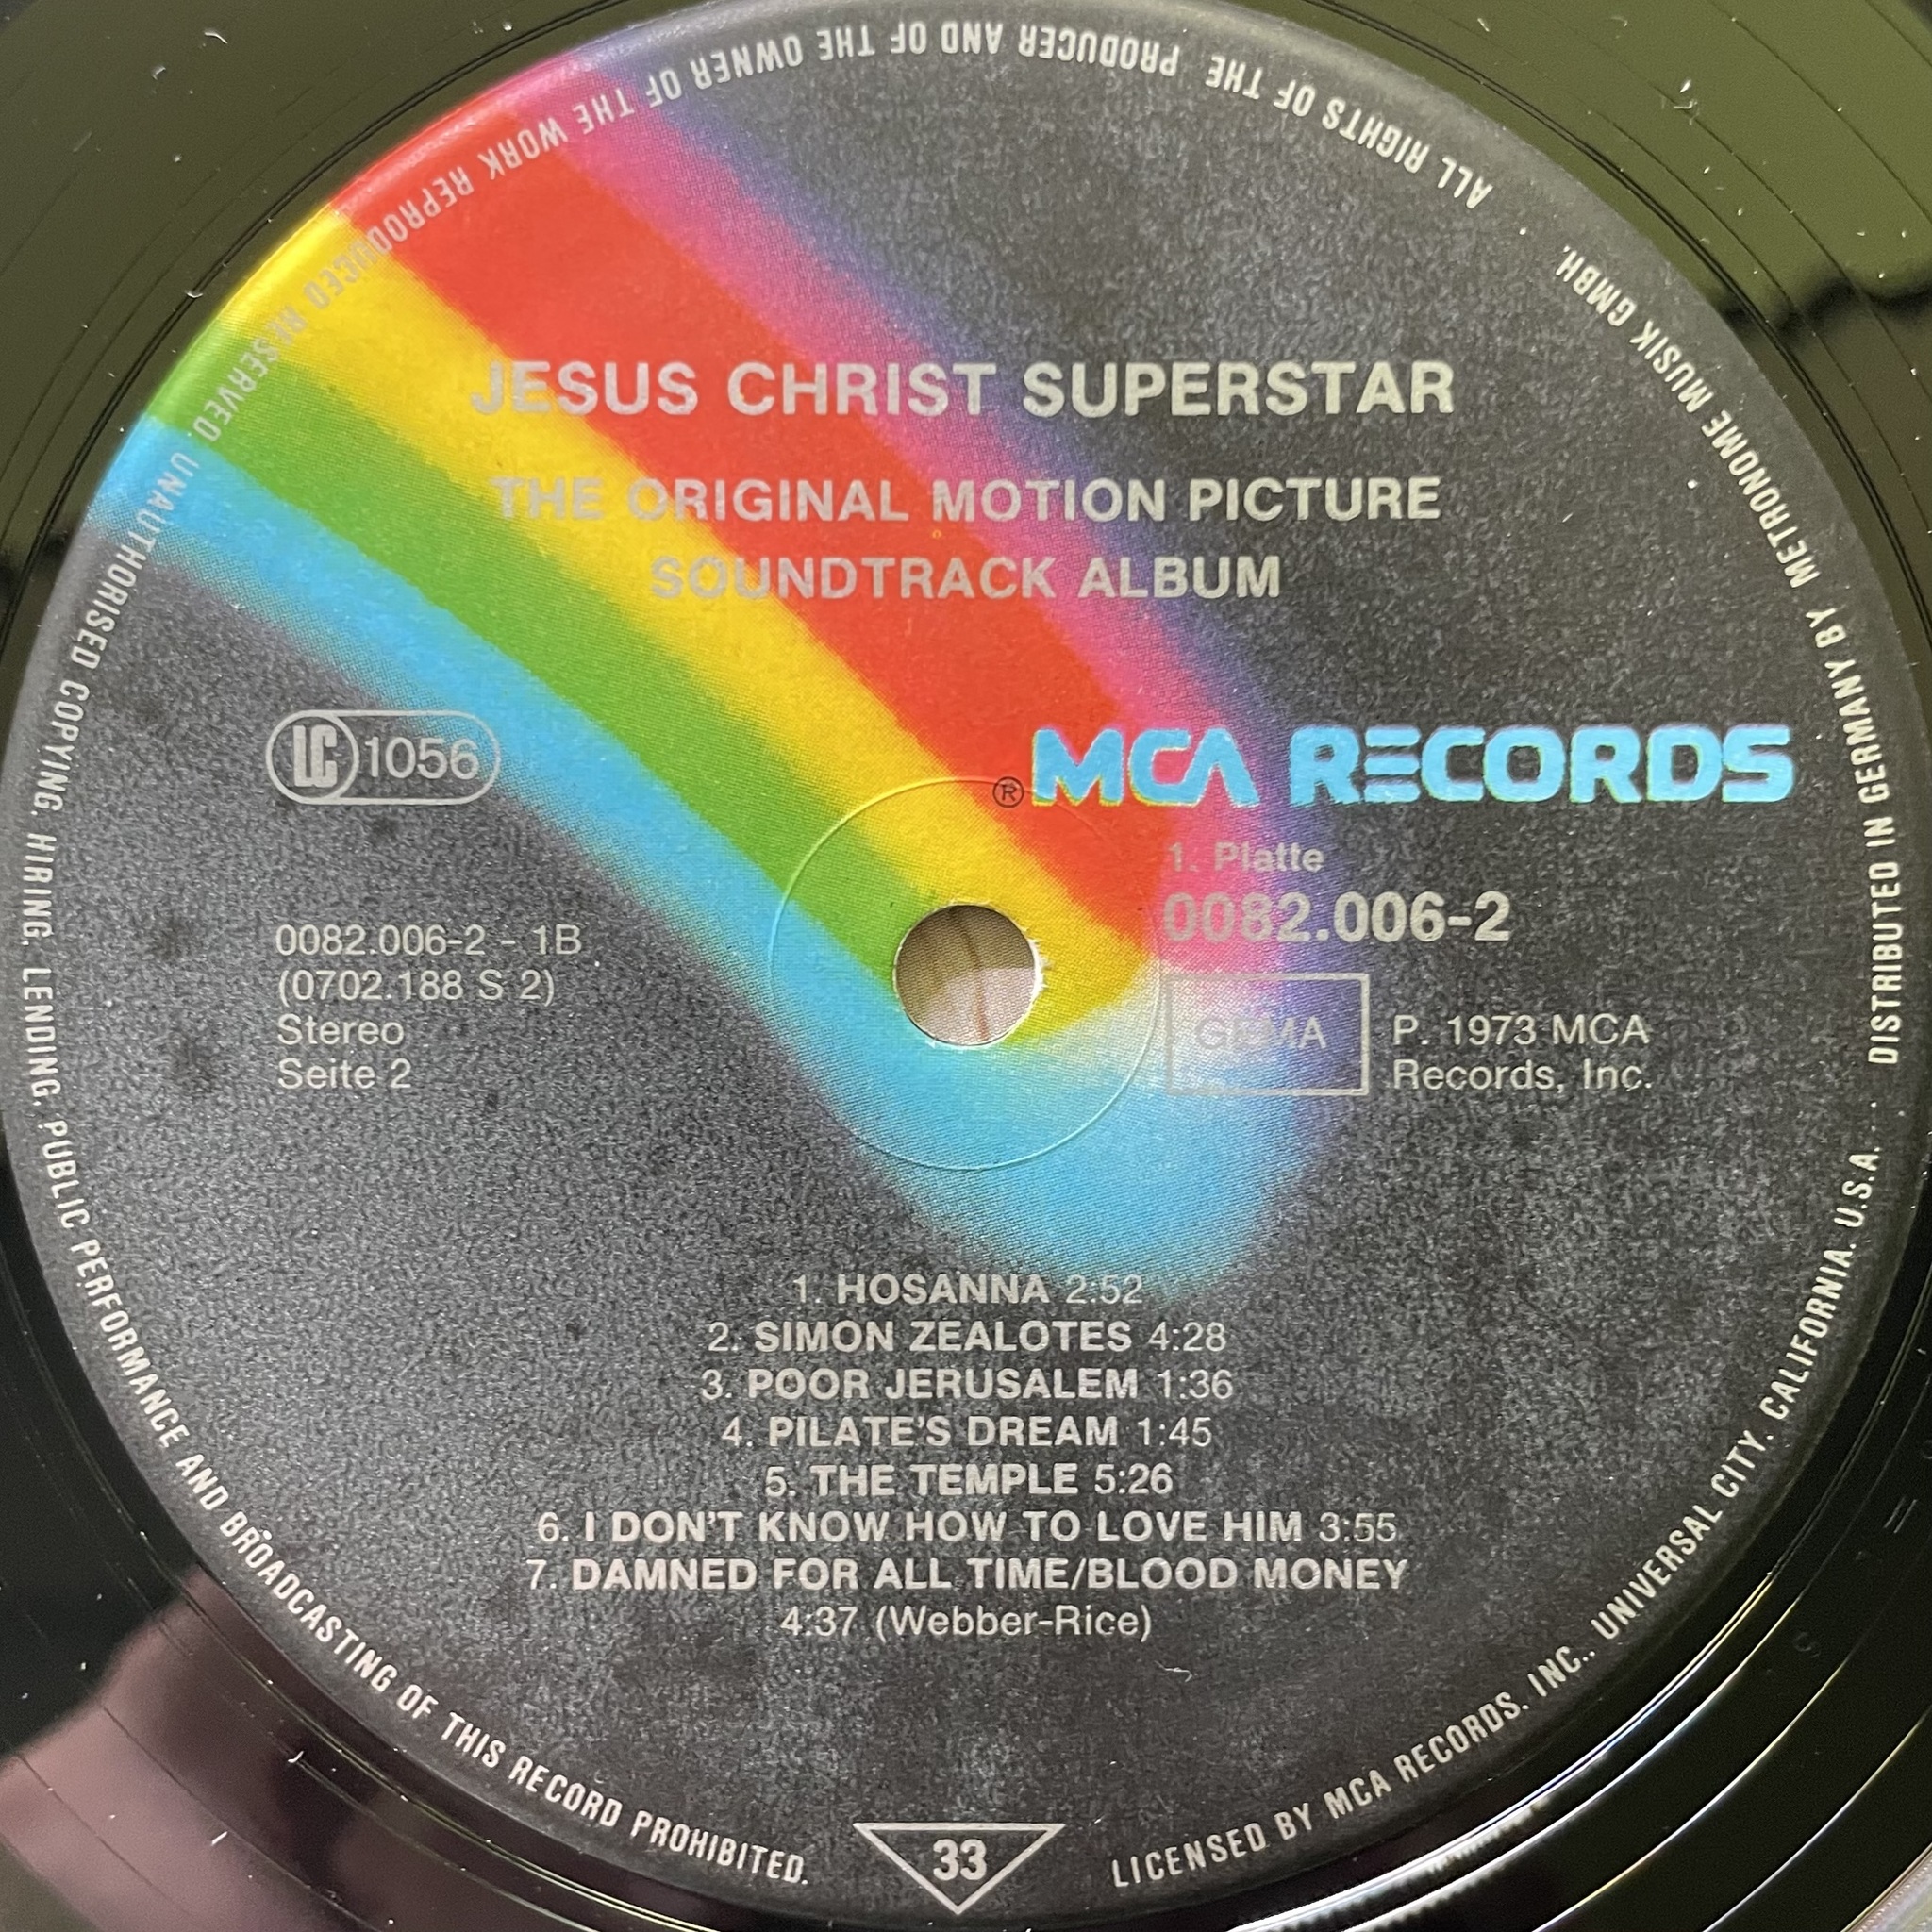 JESUS CHRIST SUPERSTAR
THE ORIGINAL MOTION PICTURE
SOUNDTRACK ALBUM
LC 1056
® MCA RECORDS
1. Platte
0082.006-2
0082.006-2 - 1B
(0702.188 S 2)
Stereo
Seite 2
GEMA
P. 1973 MCA
Records, Inc.
1. HOSANNA 2:52
2. SIMON ZEALOTES 4:28
3. POOR JERUSALEM 1:36
4. PILATE'S DREAM 1:45
5. THE TEMPLE 5:26
6. I DON'T KNOW HOW TO LOVE HIM 3:55
7. DAMNED FOR ALL TIME/BLOOD MONEY
4:37 (Webber-Rice)
33
ALL RIGHTS OF THE PRODUCER AND OF THE OWNER OF THE WORK REPRODUCED RESERVED UNAUTHORISED COPYING. HIRING. LENDING. PUBLIC PERFORMANCE AND BROADCASTING OF THIS RECORD PROHIBITED.
LICENSED BY MCA RECORDS. INC.. UNIVERSAL CITY. CALIFORNIA. U.S.A. .. DISTRIBUTED IN GERMANY BY METRONOME MUSIK GMBH.